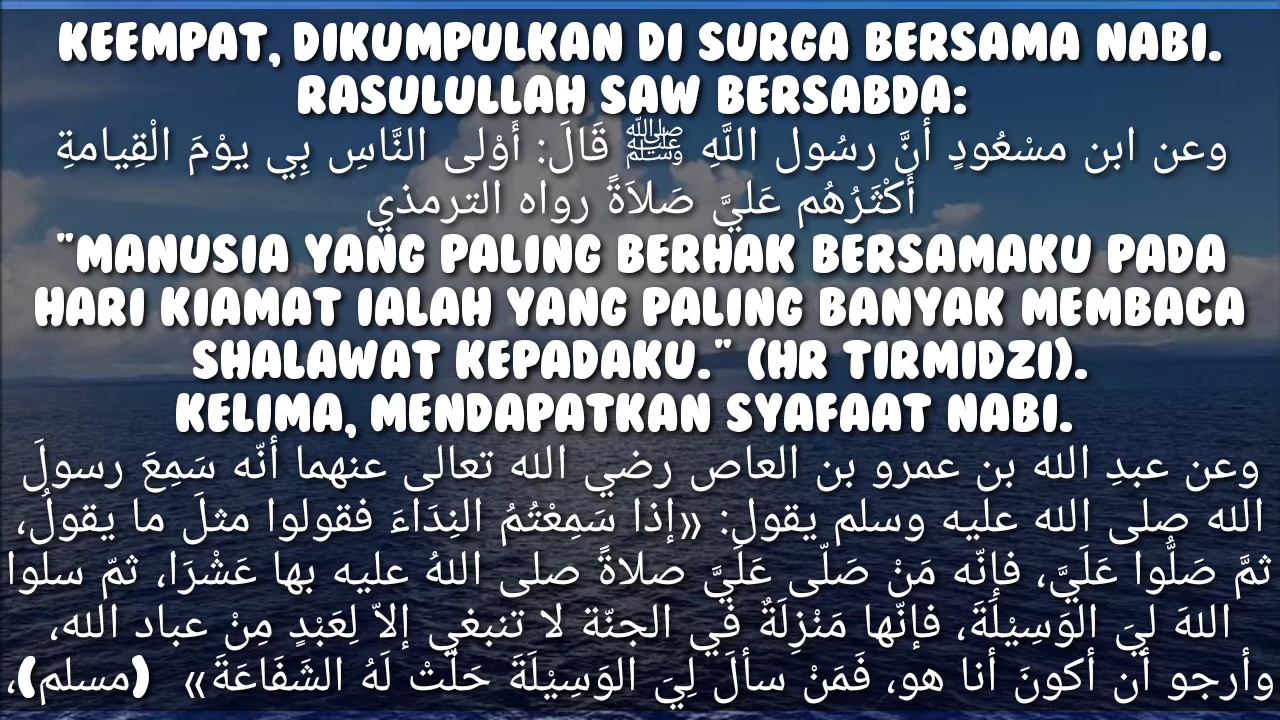 KEEMPAT, DIKUMPULKAN DI SURGA BERSAMA NABI.
RASULULLAH SAW BERSABDA:
وعن ابن مسْعُودٍ أنَّ رسُول اللَّهِ ﷺ قَالَ: أَوْلى النَّاسِ بِي يوْمَ الْقِيامةِ
أَكْثَرُهُم عَليَّ صَلاَةً رواه الترمذي
"MANUSIA YANG PALING BERHAK BERSAMAKU PADA
HARI KIAMAT IALAH YANG PALING BANYAK MEMBACA
SHALAWAT KEPADAKU." (HR TIRMIDZI).
KELIMA, MENDAPATKAN SYAFAAT NABI.
وعن عبدِ الله بن عمرو بن العاص رضي الله تعالى عنهما أنّه سَمِعَ رسولَ
الله صلى الله عليه وسلم يقول: «إذا سَمِعْتُمُ النِدَاءَ فقولوا مثلَ ما يقولُ،
ثمَّ صَلُّوا عَلَيَّ، فإنّه مَنْ صَلّى عَلَيَّ صلاةً صلى اللهُ عليه بها عَشْرَا، ثمّ سلوا
اللهَ ليَ الوَسِيْلَةَ، فإنّها مَنْزِلَةٌ في الجنّة لا تنبغي إلاّ لِعَبْدٍ مِنْ عباد الله،
وأرجو أن أكونَ أنا هو، فَمَنْ سألَ لِيَ الوَسِيْلَةَ حَلَّتْ لَهُ الشَفَاعَةَ» (مسلم)،